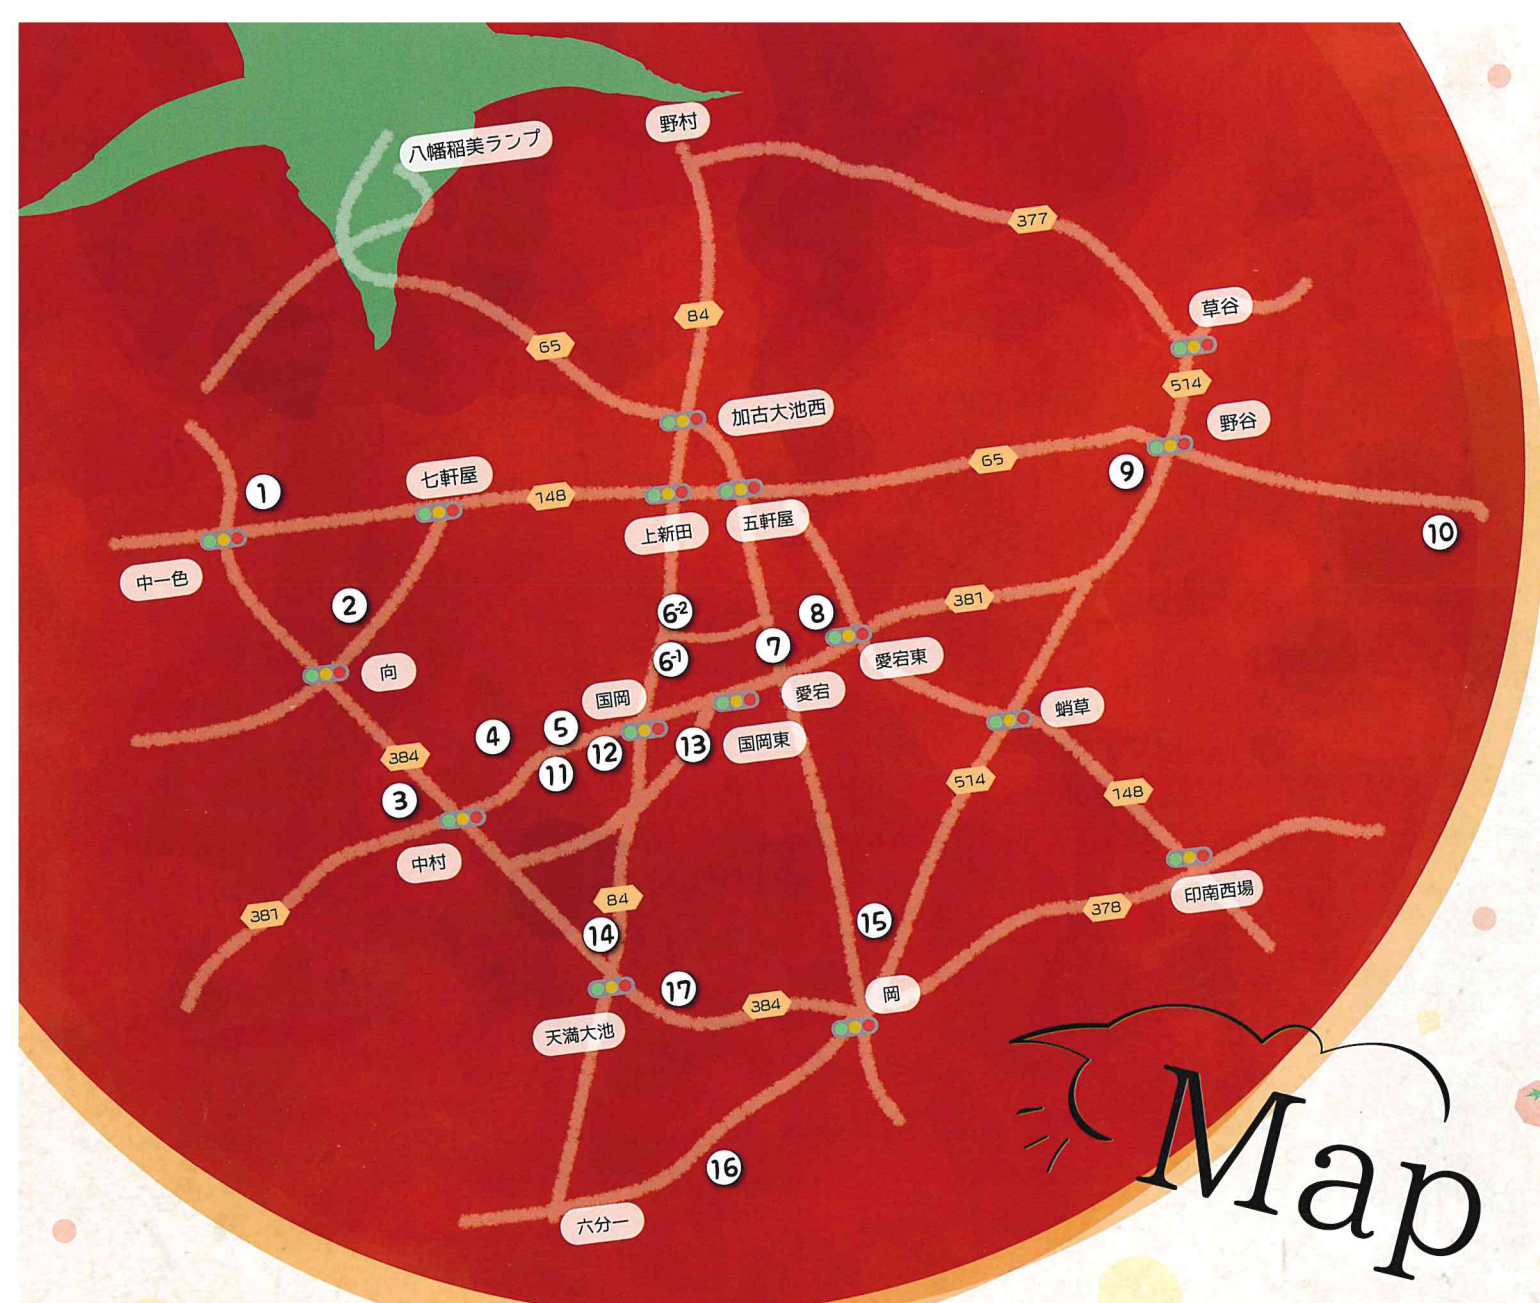 八幡稲美ランプ
野村
377
草谷
84
65
514
加古大池西
野谷
65
9
七軒屋
1
148
上新田
五軒屋
10
中一色
2
6-2
8
381
7
6-1
向
愛宕東
国岡
愛宕
蛸草
4
5
12
13
国岡東
384
11
514
148
3
中村
84
印南西場
381
378
14
15
17
岡
384
天満大池
16
六分一
Map